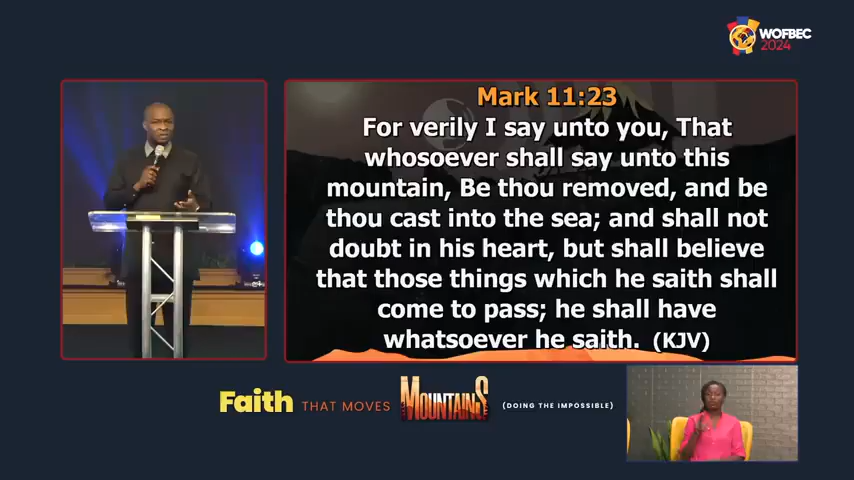 WOFBEC
2024
Mark 11:23
For verily I say unto you, That
whosoever shall say unto this
mountain, Be thou removed, and be
thou cast into the sea; and shall not
doubt in his heart, but shall believe
that those things which he saith shall
come to pass; he shall have
whatsoever he saith. (KJV)
Faith THAT MOVES MOUNTAINS (DOING THE IMPOSSIBLE)